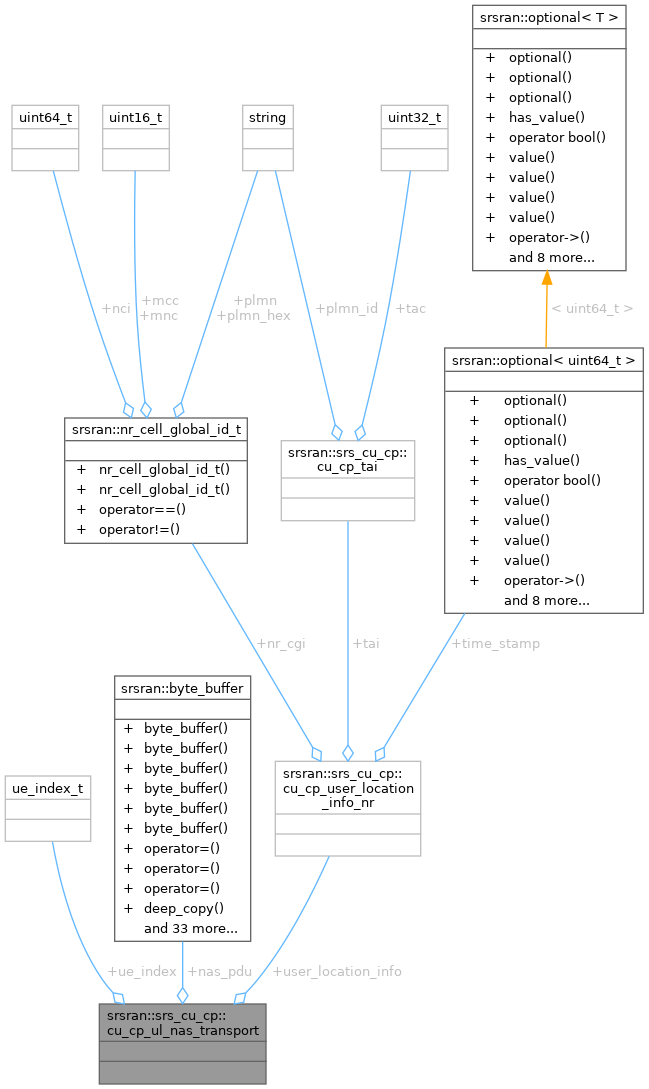 srsran::optional< T >
+ optional()
+ optional()
+ optional()
+ has_value()
+ operator bool()
+ value()
+ value()
+ value()
+ value()
+ operator->()
and 8 more...
uint64_t
uint16_t
string
uint32_t
+nci
+mcc
+mnc
+plmn
+plmn_hex
+plmn_id
+tac
< uint64_t >
srsran::optional< uint64_t >
+ optional()
+ optional()
+ optional()
+ has_value()
+ operator bool()
+ value()
+ value()
+ value()
+ value()
+ operator->()
and 8 more...
srsran::nr_cell_global_id_t
+ nr_cell_global_id_t()
+ nr_cell_global_id_t()
+ operator==()
+ operator!=()
srsran::srs_cu_cp::
cu_cp_tai
+nr_cgi
+tai
+time_stamp
srsran::byte_buffer
+ byte_buffer()
+ byte_buffer()
+ byte_buffer()
+ byte_buffer()
+ byte_buffer()
+ byte_buffer()
+ operator=()
+ operator=()
+ operator=()
+ deep_copy()
and 33 more...
ue_index_t
srsran::srs_cu_cp::
cu_cp_user_location
_info_nr
+ue_index
+nas_pdu
+user_location_info
srsran::srs_cu_cp::
cu_cp_ul_nas_transport